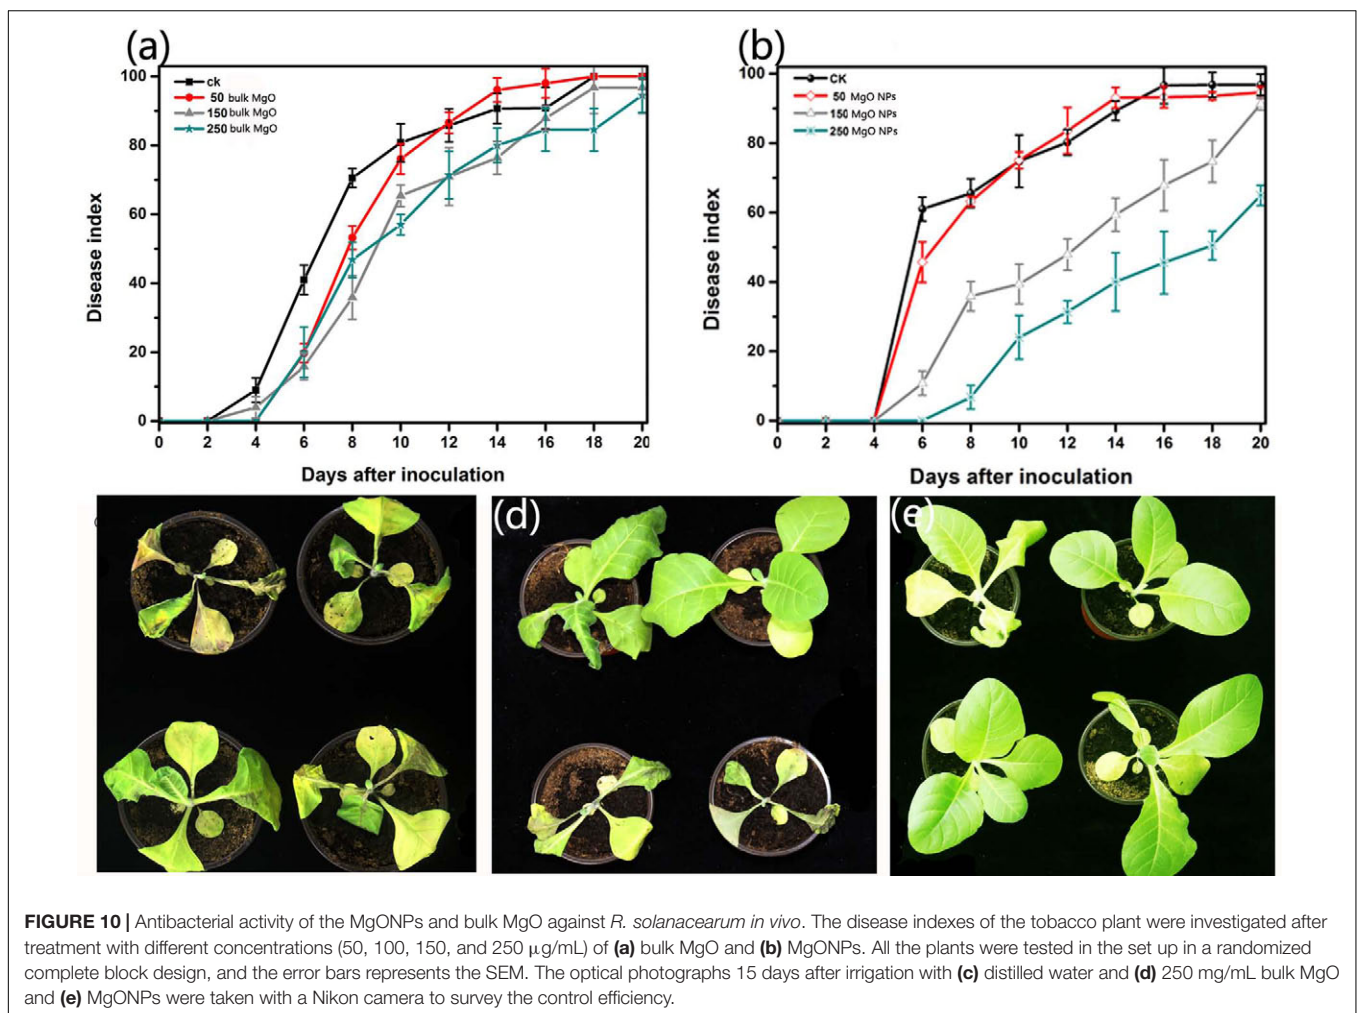 (a)
100
80
60
40
20
0
Disease index
ck
50 bulk MgO
150 bulk MgO
250 bulk MgO
0 2 4 6 8 10 12 14 16 18 20
Days after inoculation
(b)
100
80
60
40
20
0
Disease index
CK
50 MgO NPs
150 MgO NPs
250 MgO NPs
0 2 4 6 8 10 12 14 16 18 20
Days after inoculation
(d)
(e)
FIGURE 10 | Antibacterial activity of the MgONPs and bulk MgO against R. solanacearum in vivo. The disease indexes of the tobacco plant were investigated after
treatment with different concentrations (50, 100, 150, and 250 μg/mL) of (a) bulk MgO and (b) MgONPs. All the plants were tested in the set up in a randomized
complete block design, and the error bars represents the SEM. The optical photographs 15 days after irrigation with (c) distilled water and (d) 250 mg/mL bulk MgO
and (e) MgONPs were taken with a Nikon camera to survey the control efficiency.